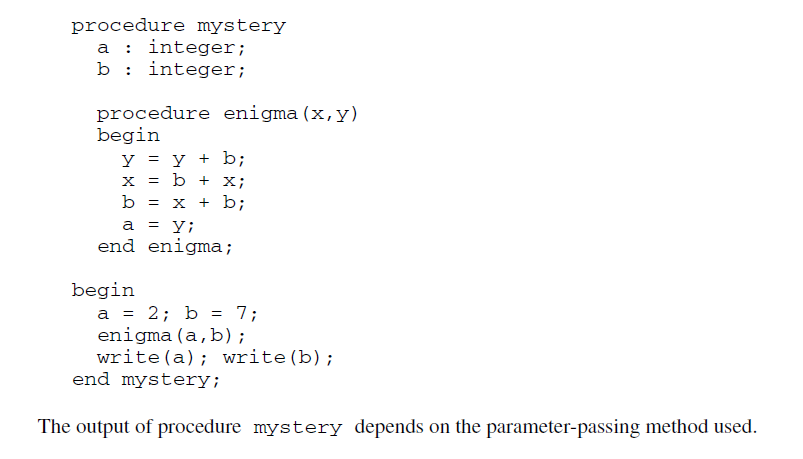 procedure mystery
a : integer;
b : integer;
procedure enigma(x,y)
begin
y = y + b;
x = b + x;
b = x + b;
a = y;
end enigma;
begin
a = 2; b = 7;
enigma(a,b);
write(a); write(b);
end mystery;
The output of procedure mystery depends on the parameter-passing method used.